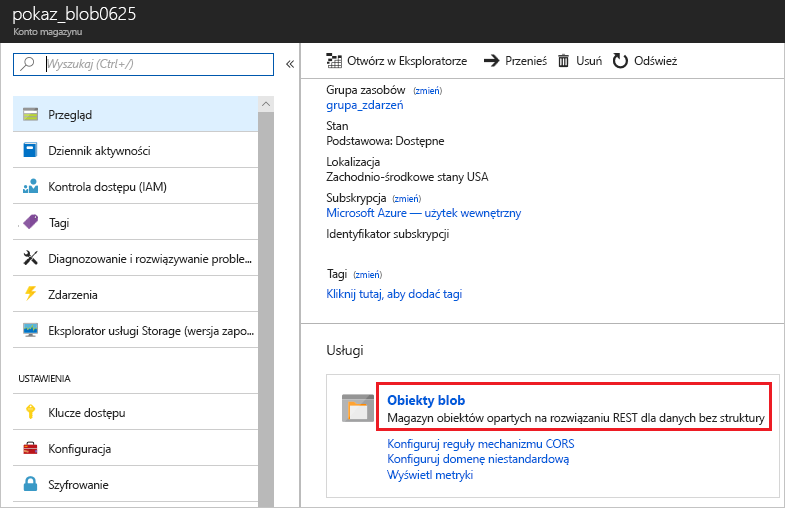 pokaz_blob0625
Konto magazynu
Wyszukaj (Ctrl+/)
«
Przegląd
Dziennik aktywności
Kontrola dostępu (IAM)
Tagi
Diagnozowanie i rozwiązywanie proble...
Zdarzenia
Eksplorator usługi Storage (wersja zapo...
USTAWIENIA
Klucze dostępu
Konfiguracja
Szyfrowanie
Otwórz w Eksploratorze Przenieś Usuń Odśwież
Grupa zasobów (zmień)
grupa_zdarzeń
Stan
Podstawowa: Dostępne
Lokalizacja
Zachodnio-środkowe stany USA
Subskrypcja (zmień)
Microsoft Azure — użytek wewnętrzny
Identyfikator subskrypcji
Tagi (zmień)
Kliknij tutaj, aby dodać tagi
Usługi
Obiekty blob
Magazyn obiektów opartych na rozwiązaniu REST dla danych bez struktury
Konfiguruj reguły mechanizmu CORS
Konfiguruj domenę niestandardową
Wyświetl metryki